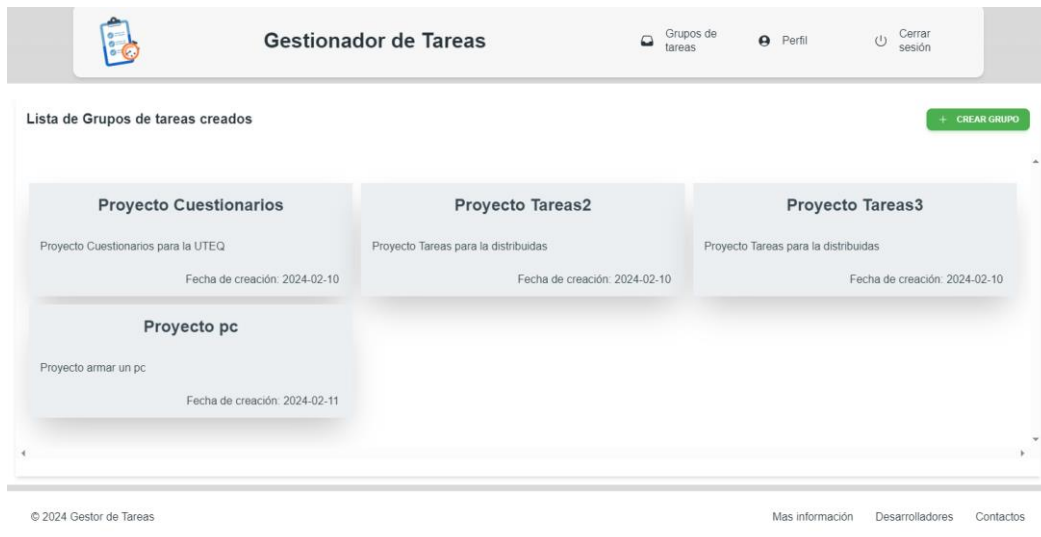 Gestionador de Tareas
Grupos de
tareas
Perfil
Cerrar
sesión
Lista de Grupos de tareas creados
+ CREAR GRUPO
Proyecto Cuestionarios
Proyecto Cuestionarios para la UTEQ
Fecha de creación: 2024-02-10
Proyecto Tareas2
Proyecto Tareas para la distribuidas
Fecha de creación: 2024-02-10
Proyecto Tareas3
Proyecto Tareas para la distribuidas
Fecha de creación: 2024-02-10
Proyecto pc
Proyecto armar un pc
Fecha de creación: 2024-02-11
© 2024 Gestor de Tareas
Mas información
Desarrolladores
Contactos